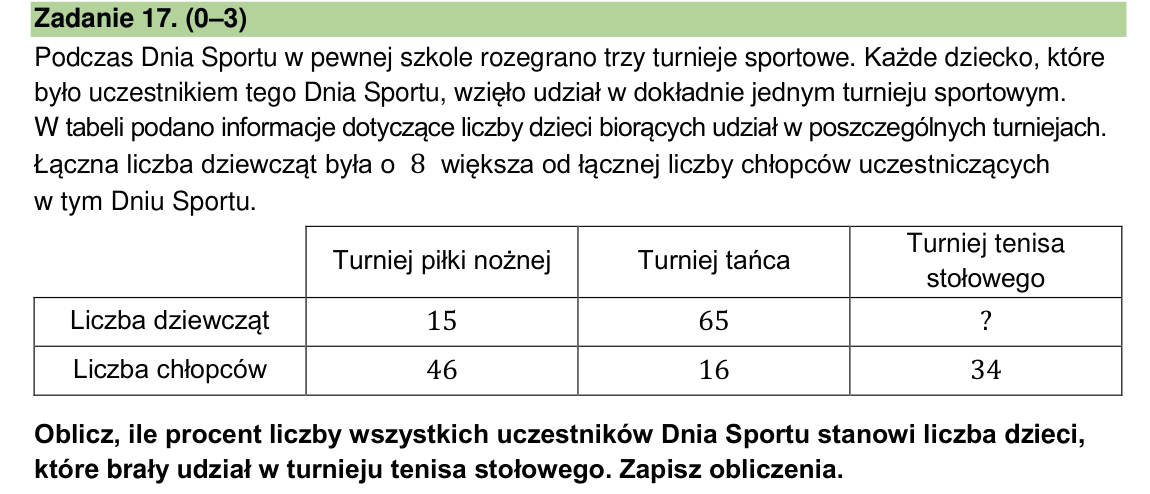 Zadanie 17. (0–3)
Podczas Dnia Sportu w pewnej szkole rozegrano trzy turnieje sportowe. Każde dziecko, które
było uczestnikiem tego Dnia Sportu, wzięło udział w dokładnie jednym turnieju sportowym.
W tabeli podano informacje dotyczące liczby dzieci biorących udział w poszczególnych turniejach.
Łączna liczba dziewcząt była o 8 większa od łącznej liczby chłopców uczestniczących
w tym Dniu Sportu.
Turniej piłki nożnej Turniej tańca Turniej tenisa
stołowego
Liczba dziewcząt 15 65 ?
Liczba chłopców 46 16 34
Oblicz, ile procent liczby wszystkich uczestników Dnia Sportu stanowi liczba dzieci,
które brały udział w turnieju tenisa stołowego. Zapisz obliczenia.